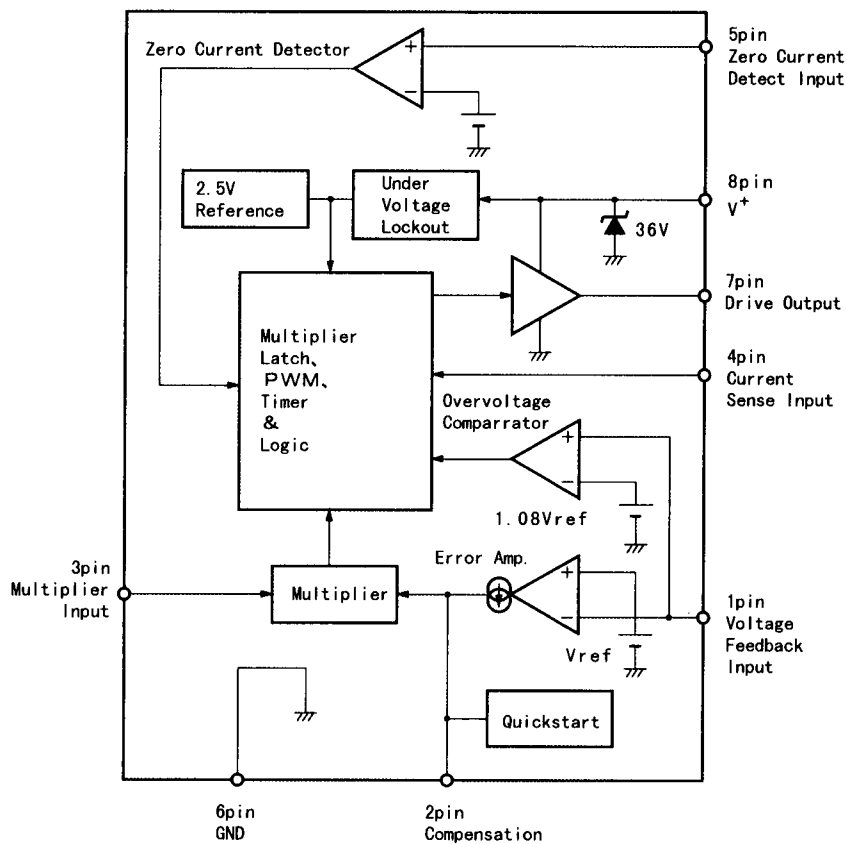 Zero Current Detector
5pin
Zero Current
Detect Input
2.5V
Reference
Under
Voltage
Lockout
8pin
V+
36V
7pin
Drive Output
Multiplier
Latch、
PWM、
Timer
&
Logic
4pin
Current
Sense Input
Overvoltage
Comparrator
1.08Vref
3pin
Multiplier
Input
Multiplier
Error Amp.
Vref
1pin
Voltage
Feedback
Input
Quickstart
6pin
GND
2pin
Compensation